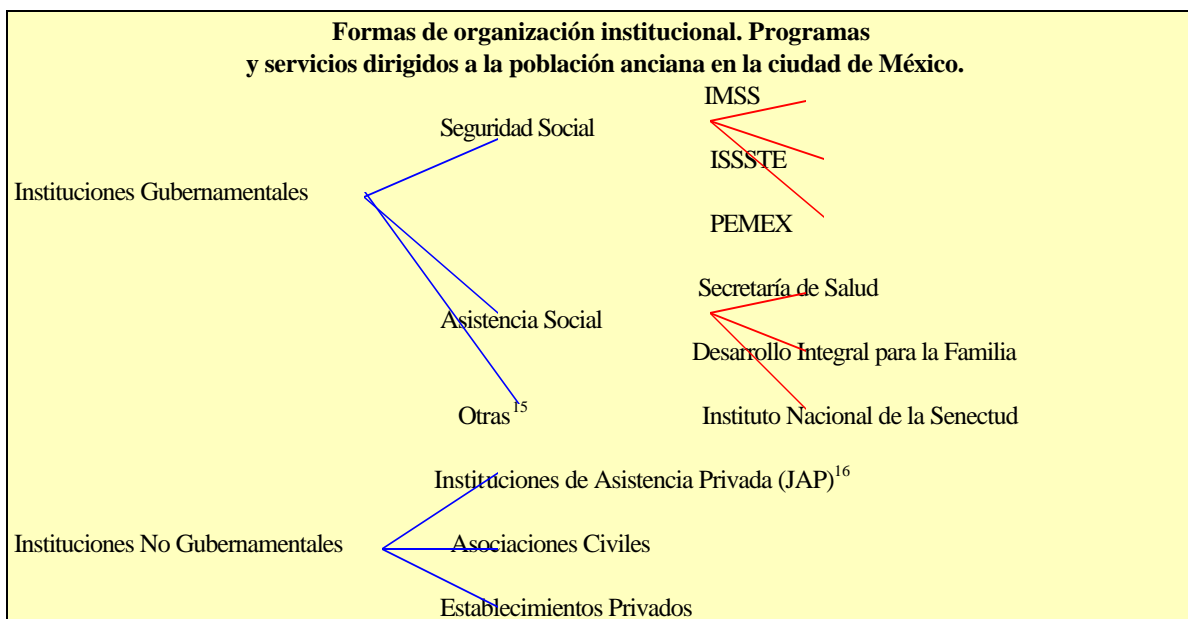 Formas de organización institucional. Programas
y servicios dirigidos a la población anciana en la ciudad de México.
IMSS
Seguridad Social
ISSSTE
Instituciones Gubernamentales
PEMEX
Secretaría de Salud
Asistencia Social
Desarrollo Integral para la Familia
Otras15
Instituto Nacional de la Senectud
Instituciones de Asistencia Privada (JAP)16
Instituciones No Gubernamentales
Asociaciones Civiles
Establecimientos Privados